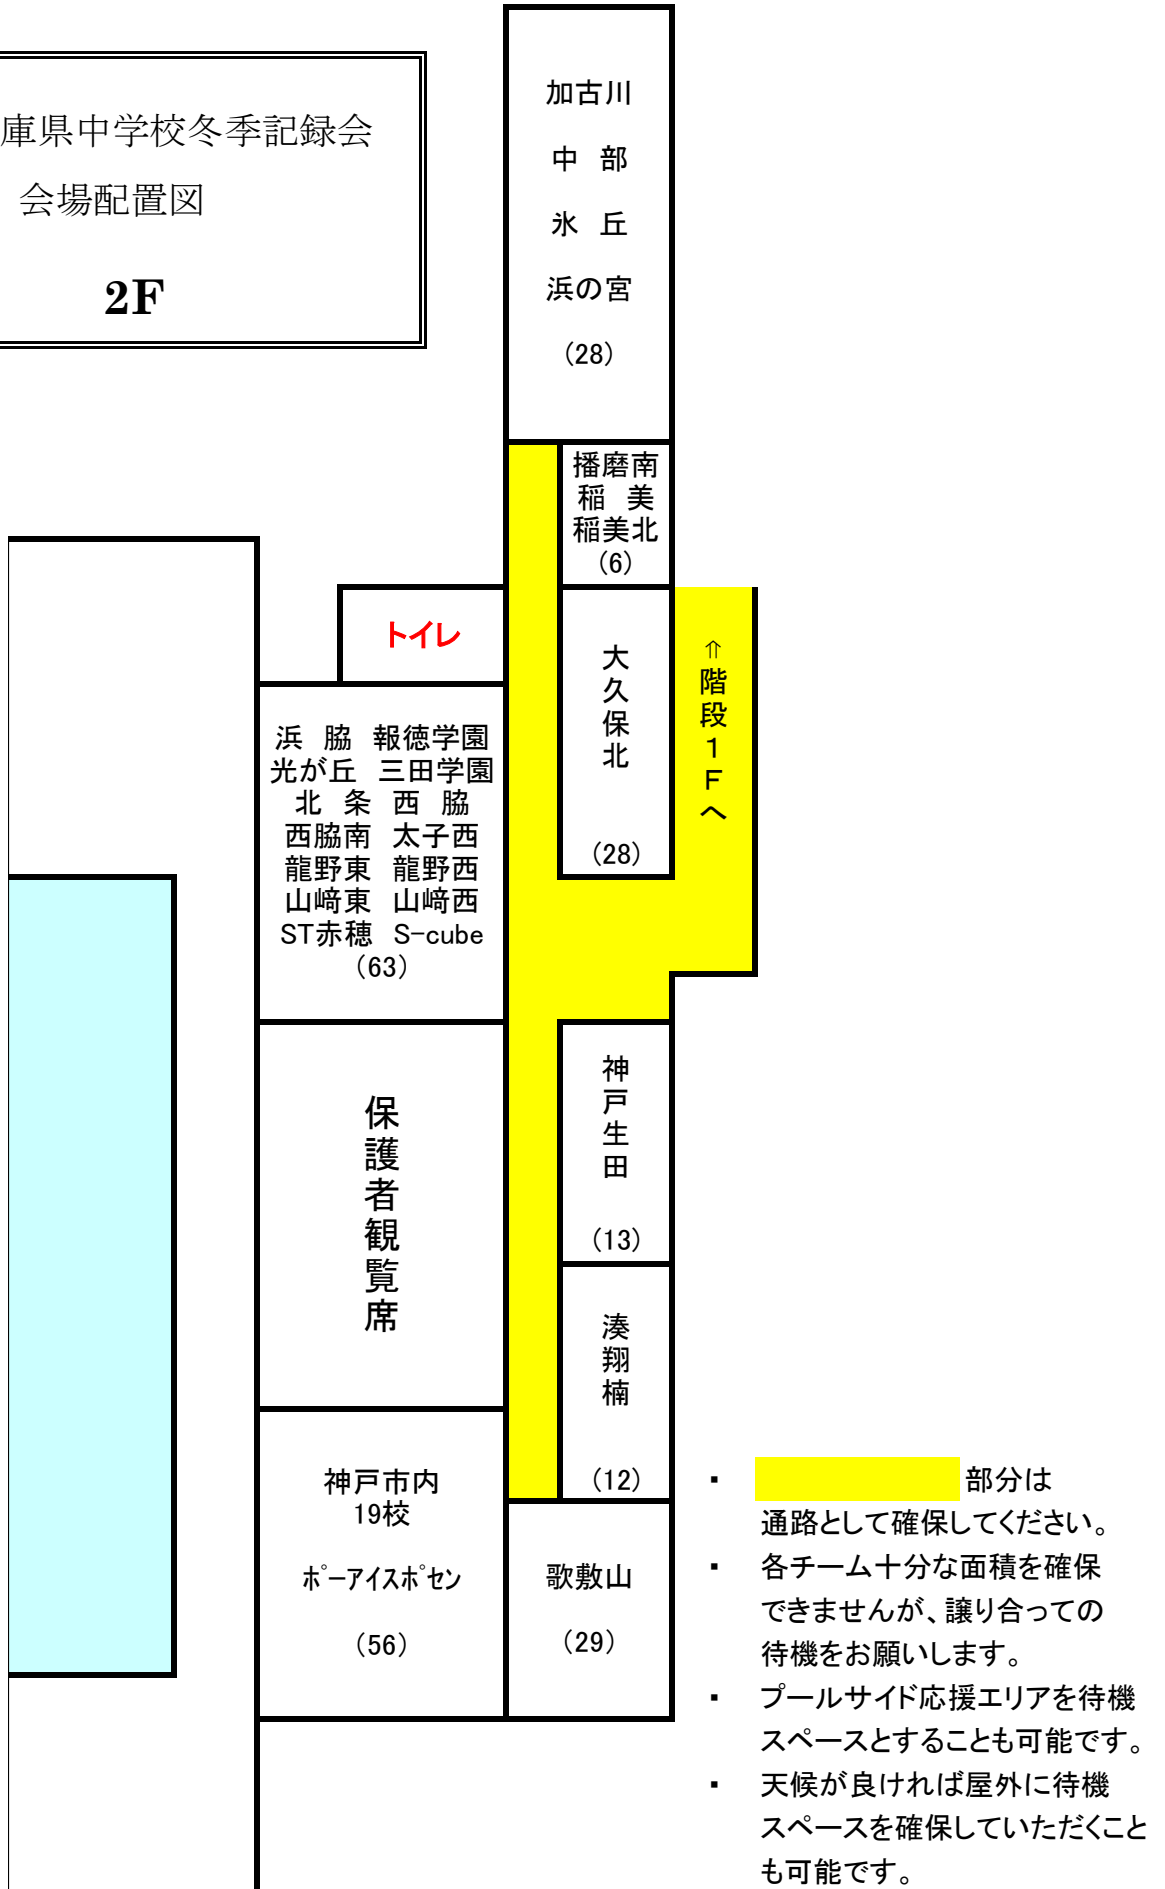 庫県中学校冬季記録会
会場配置図
2F
加古川
中 部
氷 丘
浜の宮
(28)
播磨南
稲 美
稲美北
(6)
トイレ
大久保北
(28)
⇑階段1Fへ
浜 脇 報徳学園
光が丘 三田学園
北 条 西 脇
西脇南 太子西
龍野東 龍野西
山﨑東 山﨑西
ST赤穂 S-cube
(63)
保護者観覧席
神戸生田
(13)
湊翔楠
(12)
神戸市内
19校
ポーアイスポセン
(56)
歌敷山
(29)
・ 部分は
通路として確保してください。
・ 各チーム十分な面積を確保
できませんが、譲り合っての
待機をお願いします。
・ プールサイド応援エリアを待機
スペースとすることも可能です。
・ 天候が良ければ屋外に待機
スペースを確保していただくこと
も可能です。